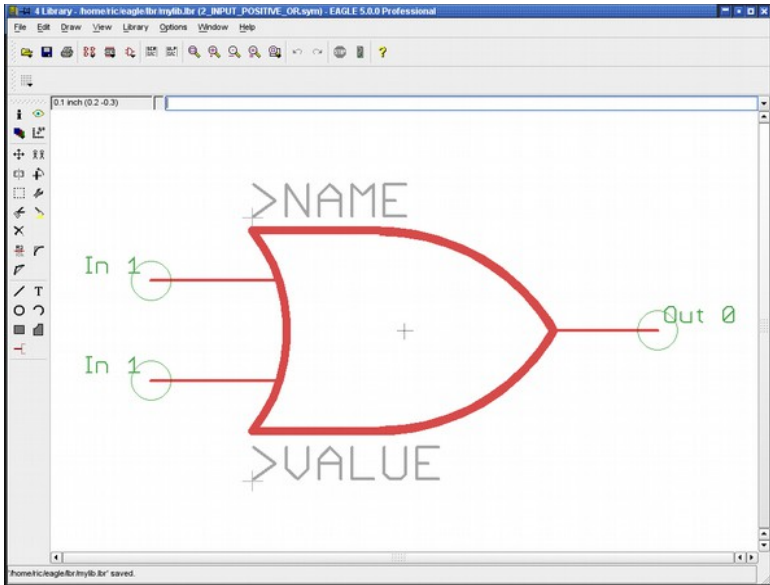 4 Library - /home/ric/eagle/lbr/mylib.lbr (2_INPUT_POSITIVE_OR.sym) - EAGLE 5.0.0 Professional
File Edit Draw View Library Options Window Help
0.1 inch (0.2 -0.3)
>NAME
In 1
Out 0
In 1
>VALUE
'/home/ric/eagle/lbr/mylib.lbr' saved.